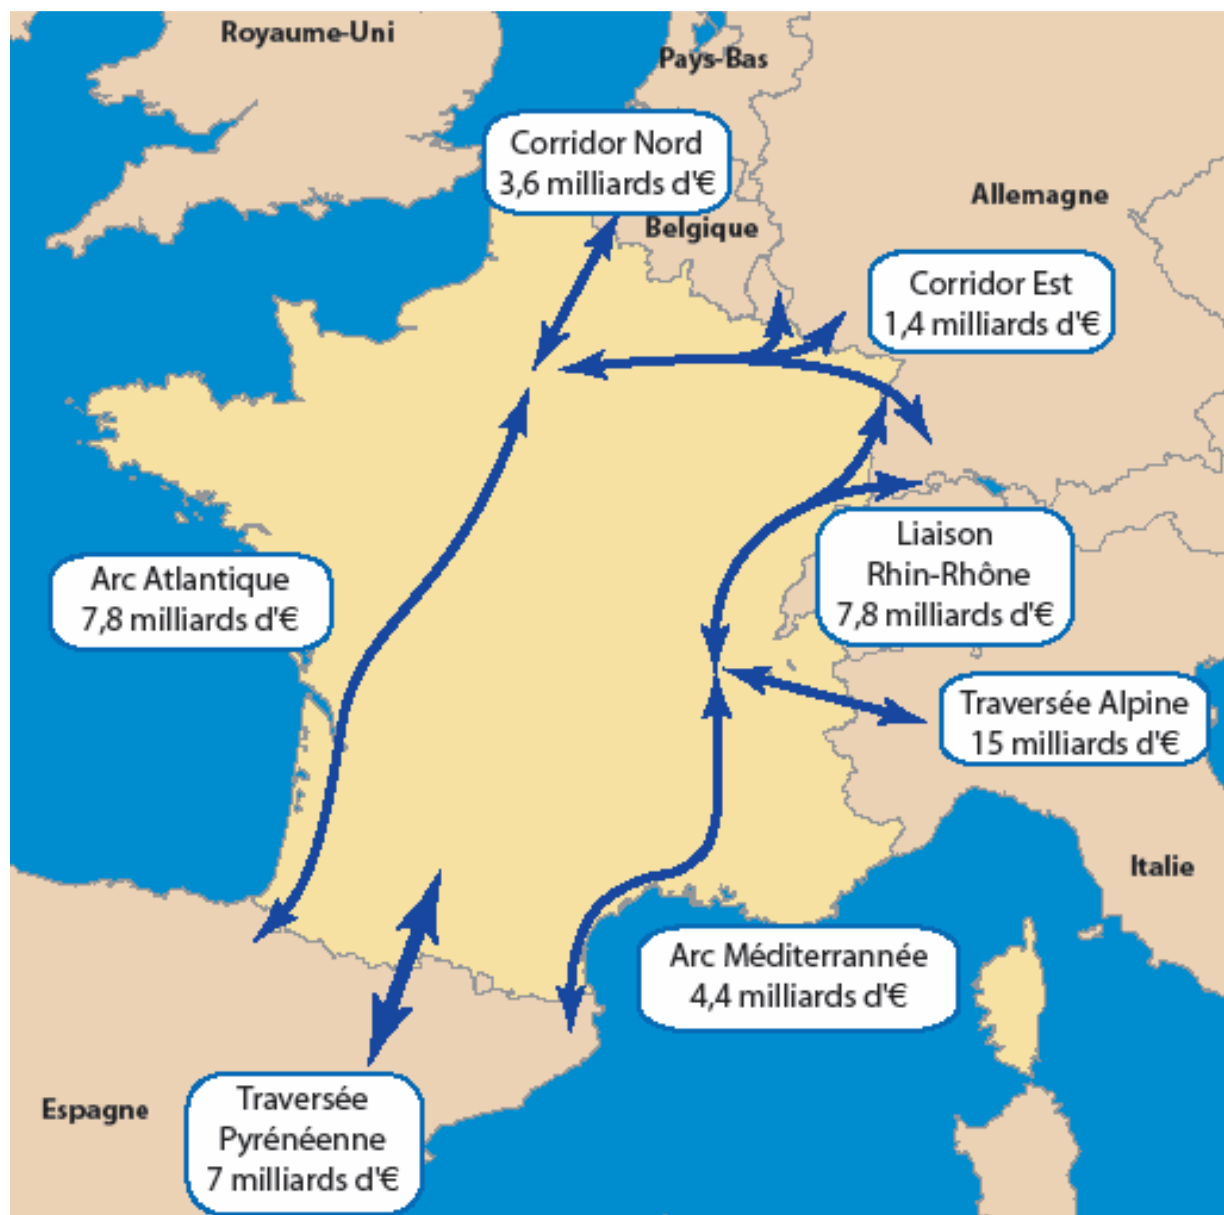 Royaume-Uni
Pays-Bas
Corridor Nord
3,6 milliards d'€
Allemagne
Belgique
Corridor Est
1,4 milliards d'€
Liaison
Rhin-Rhône
7,8 milliards d'€
Arc Atlantique
7,8 milliards d'€
Traversée Alpine
15 milliards d'€
Italie
Arc Méditerrannée
4,4 milliards d'€
Espagne
Traversée
Pyrénéenne
7 milliards d'€